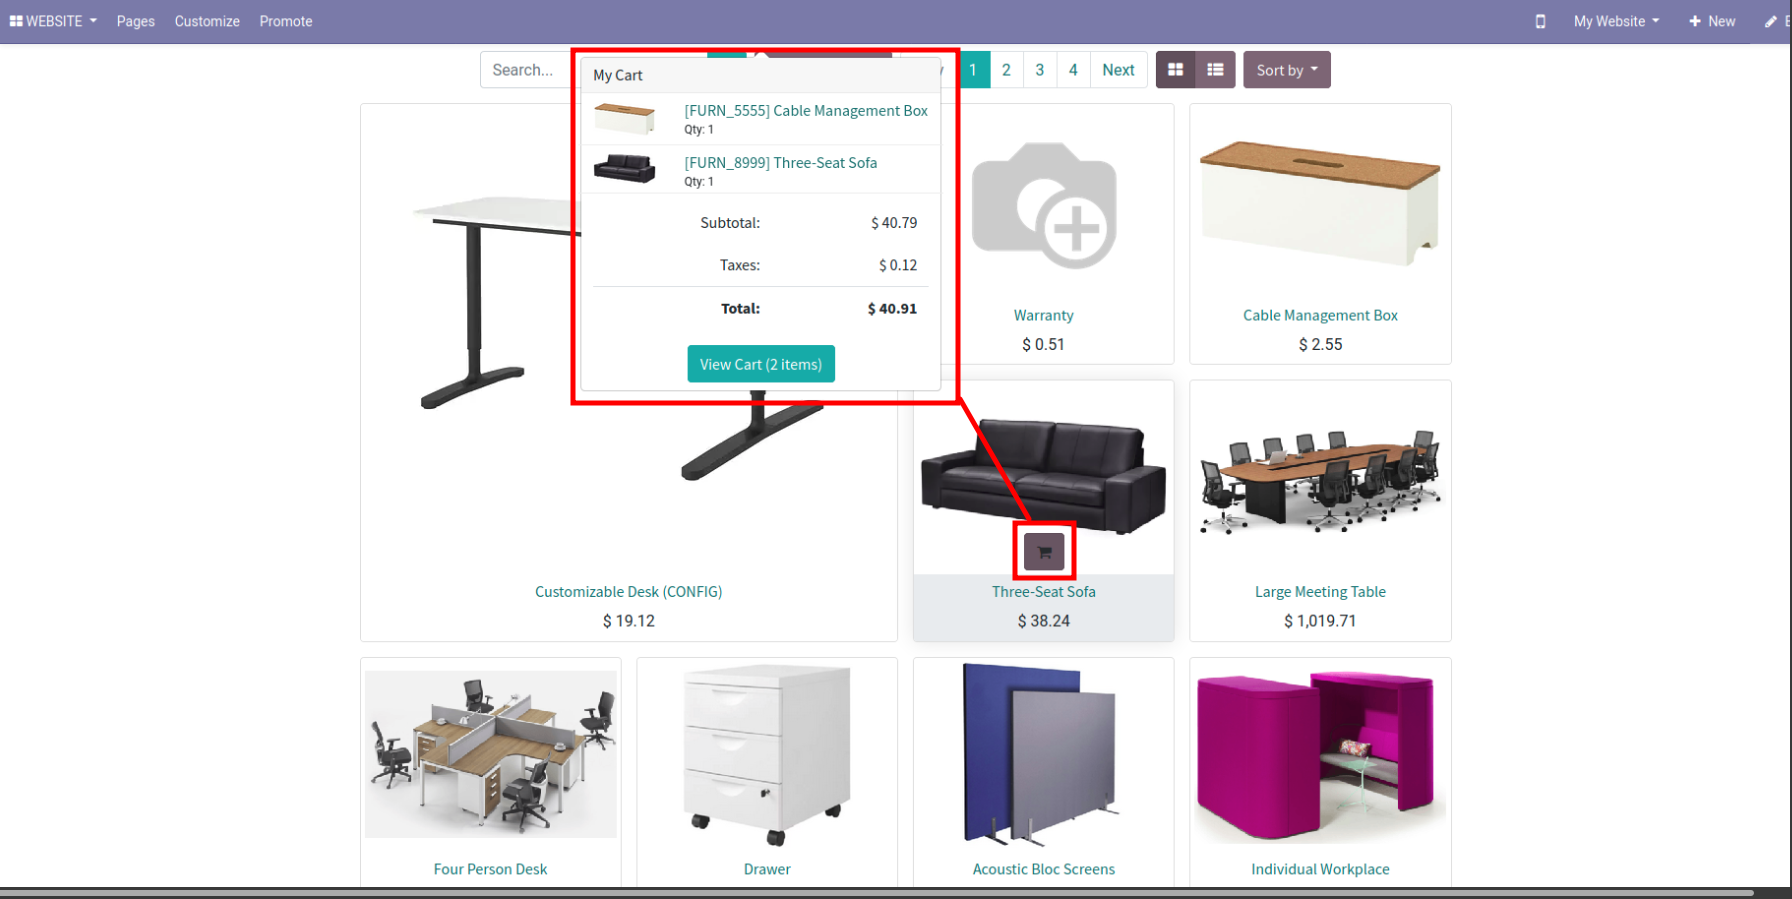 WEBSITE Pages Customize Promote My Website + New
Search... 1 2 3 4 Next Sort by
My Cart
[FURN_5555] Cable Management Box
Qty: 1
[FURN_8999] Three-Seat Sofa
Qty: 1
Subtotal: $ 40.79
Taxes: $ 0.12
Total: $ 40.91
View Cart (2 items)
Warranty
$ 0.51
Cable Management Box
$ 2.55
Customizable Desk (CONFIG)
$ 19.12
Three-Seat Sofa
$ 38.24
Large Meeting Table
$ 1,019.71
Four Person Desk
Drawer
Acoustic Bloc Screens
Individual Workplace